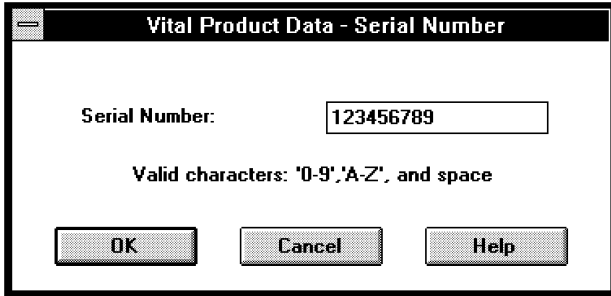 Vital Product Data - Serial Number
Serial Number: 123456789
Valid characters: '0-9','A-Z', and space
OK Cancel Help